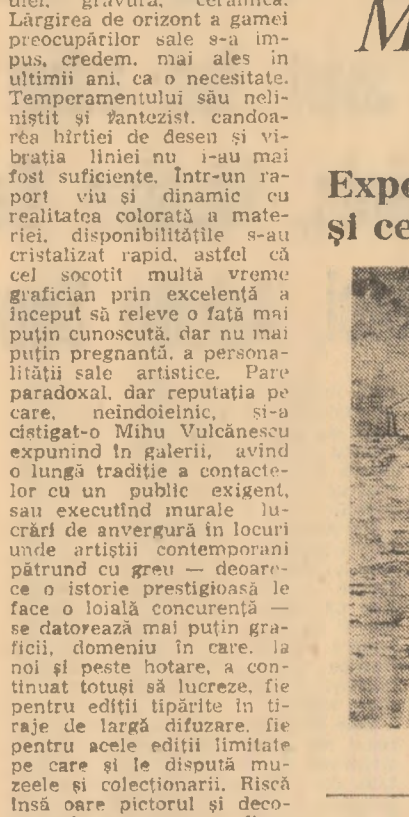 gravura, ceramica.
Lărgirea de orizont a gamei
preocupărilor sale s-a im-
pus, credem, mai ales în
ultimii ani, ca o necesitate.
Temperamentului său neli-
niștit și fantezist, candoa-
rea hîrtiei de desen și vi-
brația liniei nu i-au mai
fost suficiente. Într-un ra-
port viu și dinamic cu
realitatea colorată a mate-
riei, disponibilitățile s-au
cristalizat rapid, astfel că
cel socotit multă vreme
grafician prin excelență a
început să releve o față mai
puțin cunoscută, dar nu mai
puțin pregnantă, a persona-
lității sale artistice. Pare
paradoxal, dar reputația pe
care, neîndoielnic, și-a
cîștigat-o Mihu Vulcănescu
expunînd în galerii, avînd
o lungă tradiție a contacte-
lor cu un public exigent,
sau executînd murale lu-
crări de anvergură în locuri
unde artiștii contemporani
pătrund cu greu — deoare-
ce o istorie prestigioasă le
face o loială concurență —
se datorează mai puțin gra-
ficii, domeniu în care, la
noi și peste hotare, a con-
tinuat totuși să lucreze, fie
pentru ediții tipărite în ti-
raje de largă difuzare, fie
pentru acele ediții limitate
pe care și le dispută mu-
zeele și colecționarii. Riscă
însă oare pictorul și deco-
M
Expo
și ce